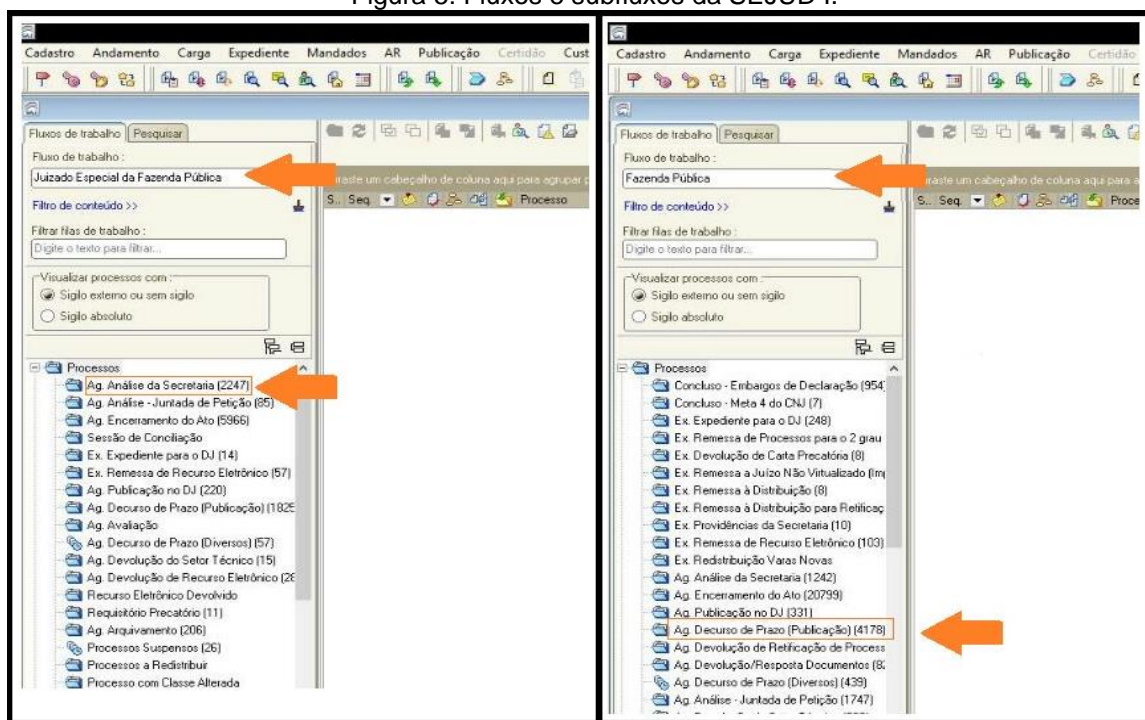 Cadastro Andamento Carga Expediente Mandados AR Publicação Certidão Cust
Fluxos de trabalho Pesquisar
Fluxo de trabalho :
Juizado Especial da Fazenda Pública
Filtro de conteúdo >>
Filtrar filas de trabalho :
Digite o texto para filtrar...
Visualizar processos com :
Sigilo externo ou sem sigilo
Sigilo absoluto
raste um cabeçalho de coluna aqui para agrupar p
S.. Seq. Processo
Processos
Ag. Análise da Secretaria (2247)
Ag. Análise - Juntada de Petição (85)
Ag. Encerramento do Ato (5966)
Sessão de Conciliação
Ex. Expediente para o DJ (14)
Ex. Remessa de Recurso Eletrônico (57)
Ag. Publicação no DJ (220)
Ag. Decurso de Prazo (Publicação) (1825
Ag. Avaliação
Ag. Decurso de Prazo (Diversos) (57)
Ag. Devolução do Setor Técnico (15)
Ag. Devolução de Recurso Eletrônico (28
Recurso Eletrônico Devolvido
Requisitório Precatório (11)
Ag. Arquivamento (206)
Processos Suspensos (26)
Processos a Redistribuir
Processo com Classe Alterada
Cadastro Andamento Carga Expediente Mandados AR Publicação Certidão
Fluxos de trabalho Pesquisar
Fluxo de trabalho :
Fazenda Pública
Filtro de conteúdo >>
Filtrar filas de trabalho :
Digite o texto para filtrar...
Visualizar processos com :
Sigilo externo ou sem sigilo
Sigilo absoluto
raste um cabeçalho de coluna aqui para a
S.. Seq. Proce
Processos
Concluso - Embargos de Declaração (954)
Concluso - Meta 4 do CNJ (7)
Ex. Expediente para o DJ (248)
Ex. Remessa de Processos para o 2 grau
Ex. Devolução de Carta Precatória (8)
Ex. Remessa a Juízo Não Virtualizado (Im
Ex. Remessa à Distribuição (8)
Ex. Remessa à Distribuição para Retificaç
Ex. Providências da Secretaria (10)
Ex. Remessa de Recurso Eletrônico (103)
Ex. Redistribuição Varas Novas
Ag. Análise da Secretaria (1242)
Ag. Encerramento do Ato (20799)
Ag. Publicação no DJ (331)
Ag. Decurso de Prazo (Publicação) (4178)
Ag. Devolução de Retificação de Process
Ag. Devolução/Resposta Documentos (8
Ag. Decurso de Prazo (Diversos) (439)
Ag. Análise - Juntada de Petição (1747)